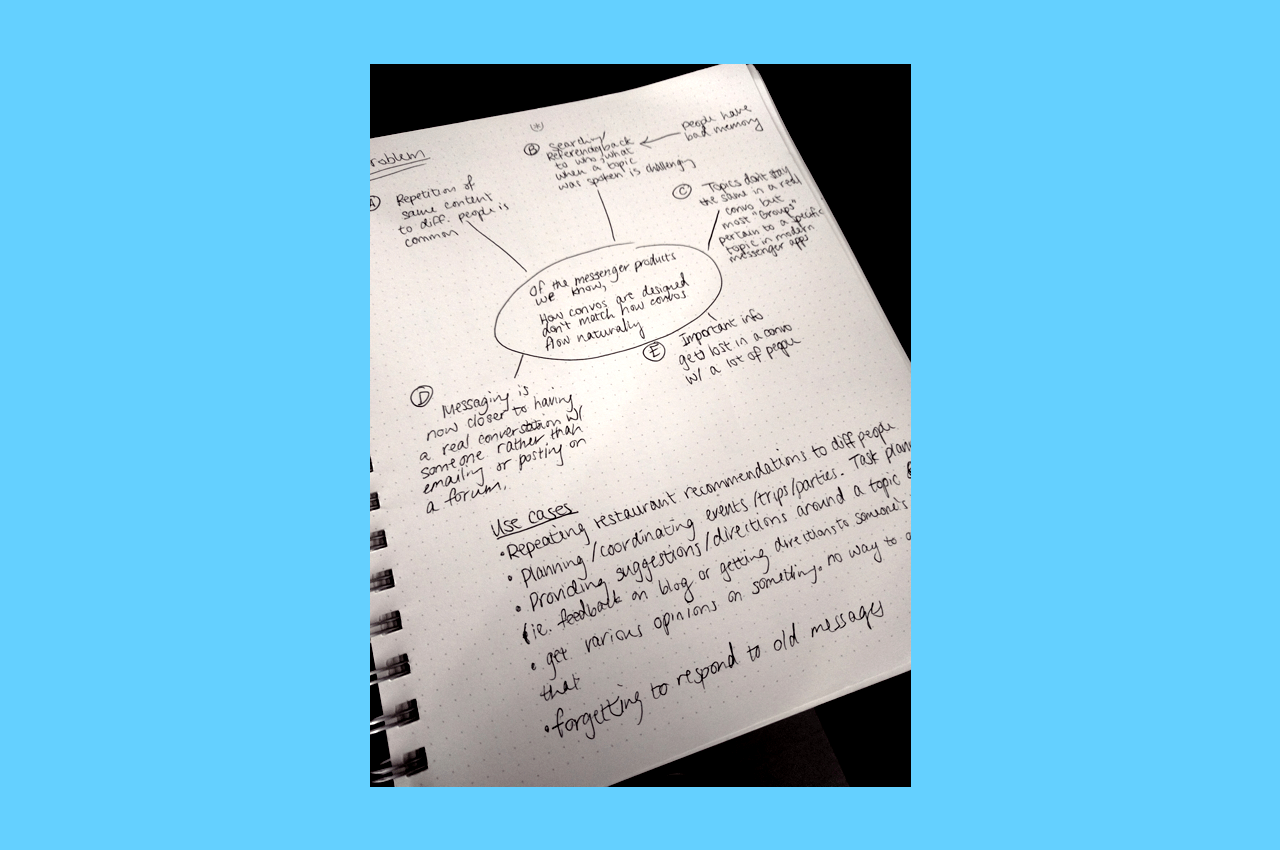 roblem
A
Repetition of
same content
to diff. people is
common
B
Searching/
Referencing back
to who, what
when a topic
was spoken is challenging
people have
bad memory
C
Topics don't stay
the same in a real
convo but
most "Groups"
pertain to a specific
topic in modern
messenger apps
Of the messenger products
we know,
How convos are designed
don't match how convos
flow naturally
D
Messaging is
now closer to having
a real conversation w/
someone rather than
emailing or posting on
a forum.
E
Important info
gets lost in a convo
w/ a lot of people
Use cases
• Repeating restaurant recommendations to diff people
• Planning/coordinating events/trips/parties. Task plann
• Providing suggestions/directions around a topic
(ie. feedback on blog or getting directions to someone's
• get various opinions on something. no way to
that
• forgetting to respond to old messages